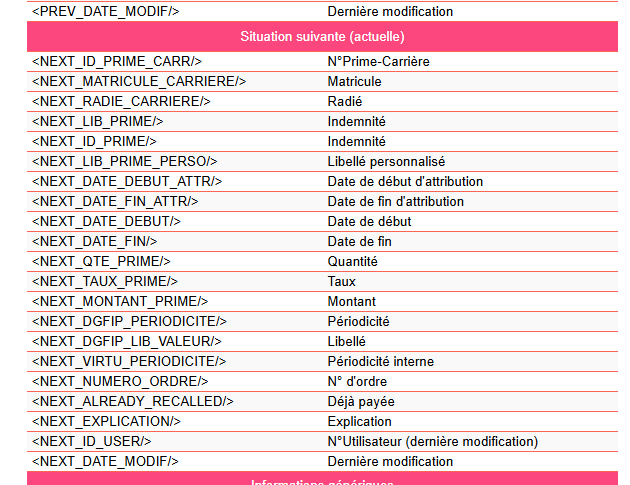 <PREV_DATE_MODIF/> Dernière modification
Situation suivante (actuelle)
<NEXT_ID_PRIME_CARR/> N°Prime-Carrière
<NEXT_MATRICULE_CARRIERE/> Matricule
<NEXT_RADIE_CARRIERE/> Radié
<NEXT_LIB_PRIME/> Indemnité
<NEXT_ID_PRIME/> Indemnité
<NEXT_LIB_PRIME_PERSO/> Libellé personnalisé
<NEXT_DATE_DEBUT_ATTR/> Date de début d'attribution
<NEXT_DATE_FIN_ATTR/> Date de fin d'attribution
<NEXT_DATE_DEBUT/> Date de début
<NEXT_DATE_FIN/> Date de fin
<NEXT_QTE_PRIME/> Quantité
<NEXT_TAUX_PRIME/> Taux
<NEXT_MONTANT_PRIME/> Montant
<NEXT_DGFIP_PERIODICITE/> Périodicité
<NEXT_DGFIP_LIB_VALEUR/> Libellé
<NEXT_VIRTU_PERIODICITE/> Périodicité interne
<NEXT_NUMERO_ORDRE/> N° d'ordre
<NEXT_ALREADY_RECALLED/> Déjà payée
<NEXT_EXPLICATION/> Explication
<NEXT_ID_USER/> N°Utilisateur (dernière modification)
<NEXT_DATE_MODIF/> Dernière modification
Informations génériques